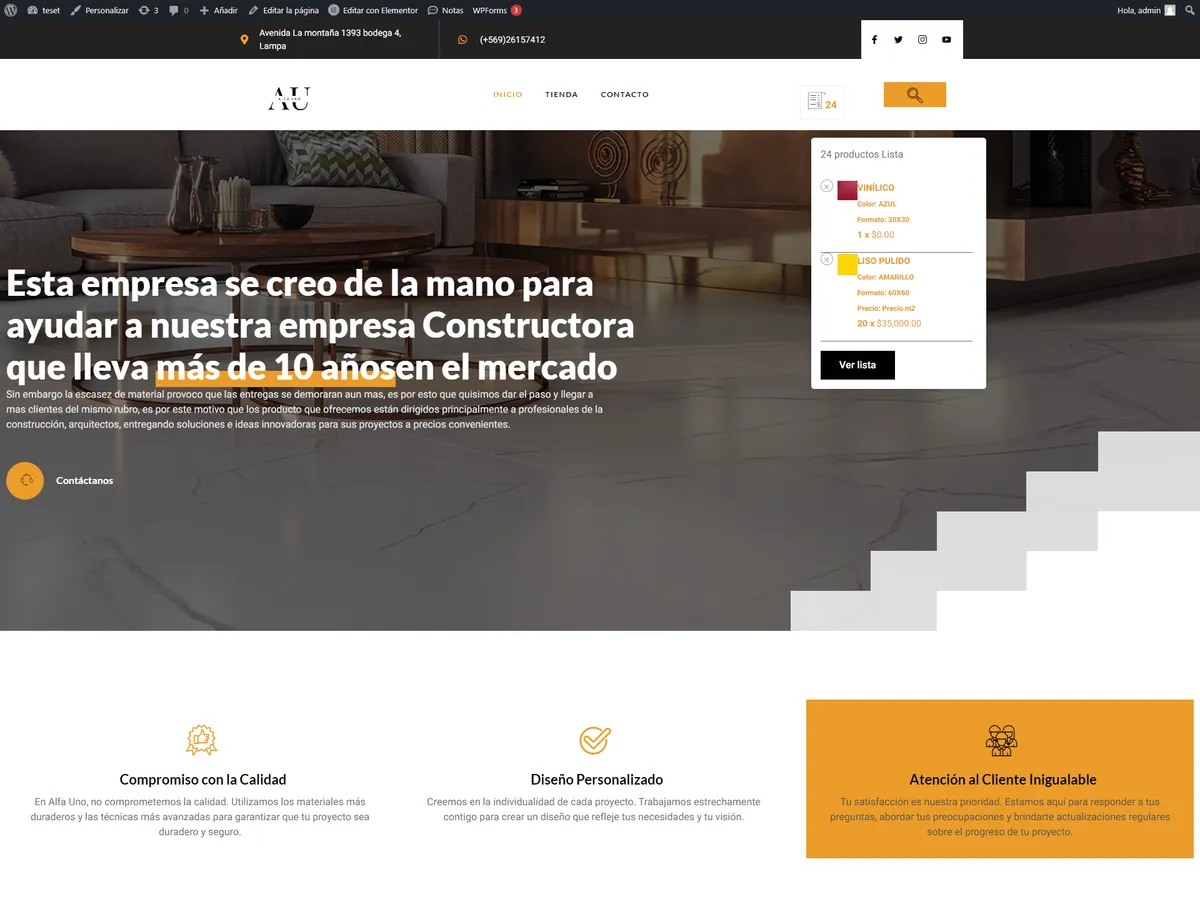 teset
Personalizar
3
0
Añadir
Editar la página
Editar con Elementor
Notas
WPForms 3
Hola, admin
Avenida La montaña 1393 bodega 4,
Lampa
(+569)26157412
AU
INICIO
TIENDA
CONTACTO
24
24 productos Lista
VINÍLICO
Color: AZUL
Formato: 30X30
1 x $0.00
LISO PULIDO
Color: AMARILLO
Formato: 60X60
Precio: Precio m2
20 x $35,000.00
Ver lista
Esta empresa se creo de la mano para
ayudar a nuestra empresa Constructora
que lleva más de 10 añosen el mercado
Sin embargo la escasez de material provoco que las entregas se demoraran aun mas, es por esto que quisimos dar el paso y llegar a
mas clientes del mismo rubro, es por este motivo que los producto que ofrecemos están dirigidos principalmente a profesionales de la
construcción, arquitectos, entregando soluciones e ideas innovadoras para sus proyectos a precios convenientes.
Contáctanos
Compromiso con la Calidad
En Alfa Uno, no comprometemos la calidad. Utilizamos los materiales más
duraderos y las técnicas más avanzadas para garantizar que tu proyecto sea
duradero y seguro.
Diseño Personalizado
Creemos en la individualidad de cada proyecto. Trabajamos estrechamente
contigo para crear un diseño que refleje tus necesidades y tu visión.
Atención al Cliente Inigualable
Tu satisfacción es nuestra prioridad. Estamos aquí para responder a tus
preguntas, abordar tus preocupaciones y brindarte actualizaciones regulares
sobre el progreso de tu proyecto.